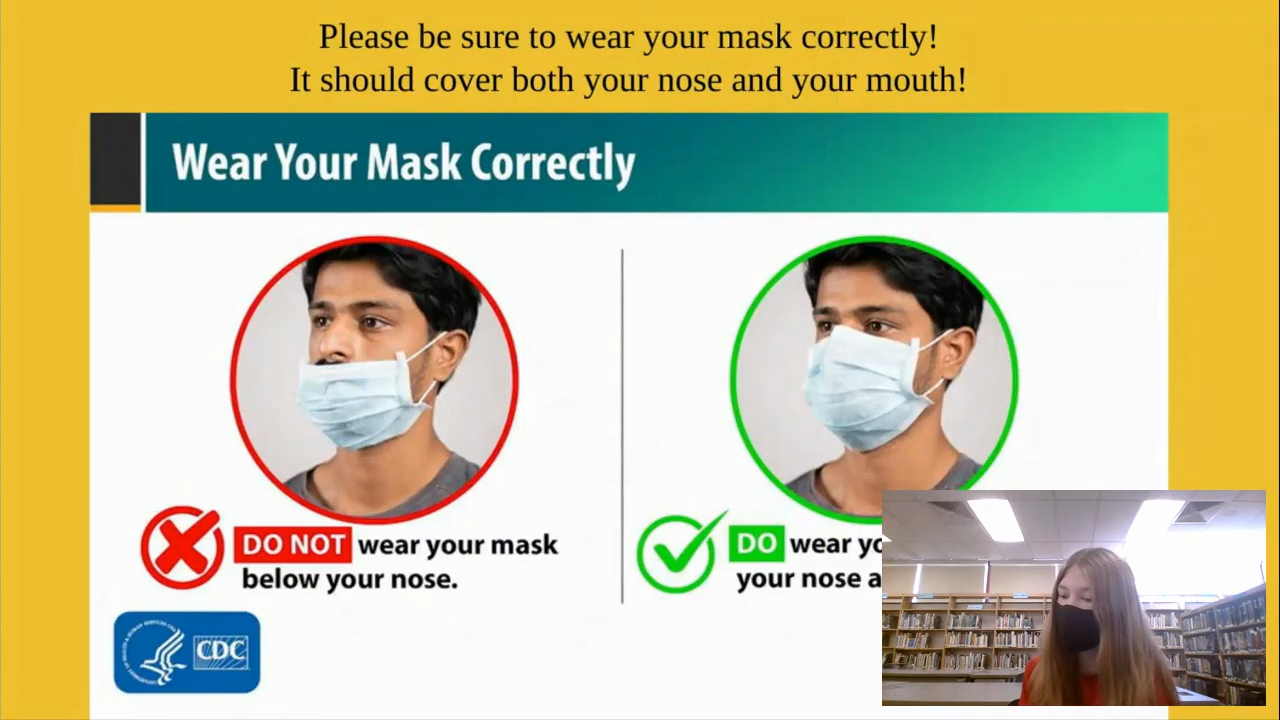 Please be sure to wear your mask correctly!
It should cover both your nose and your mouth!
Wear Your Mask Correctly
DO NOT wear your mask
below your nose.
DO wear yo
your nose a
CDC